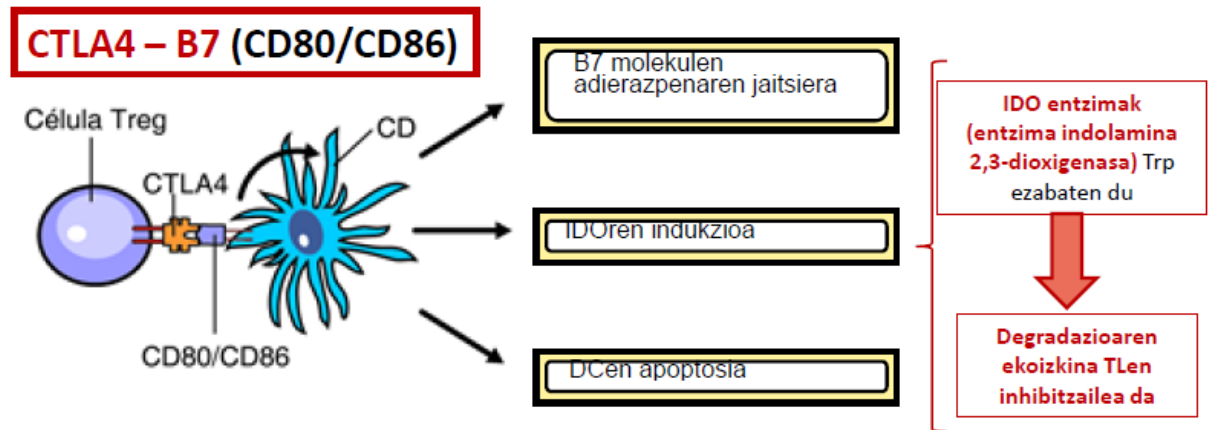 CTLA4 – B7 (CD80/CD86)
Célula Treg
CD
CTLA4
CD80/CD86
B7 molekulen
adierazpenaren jaitsiera
IDOren indukzioa
DCen apoptosia
IDO entzimak
(entzima indolamina
2,3-dioxigenasa) Trp
ezabaten du
Degradazioaren
ekoizkina TLen
inhibitzailea da